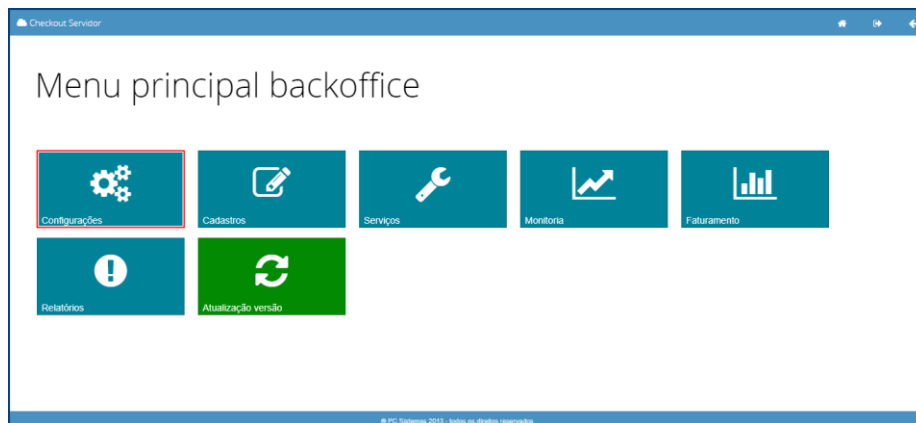 Checkout Servidor
Menu principal backoffice
Configurações
Cadastros
Serviços
Monitoria
Faturamento
Relatórios
Atualização versão
© PC Sistemas 2013 - todos os direitos reservados